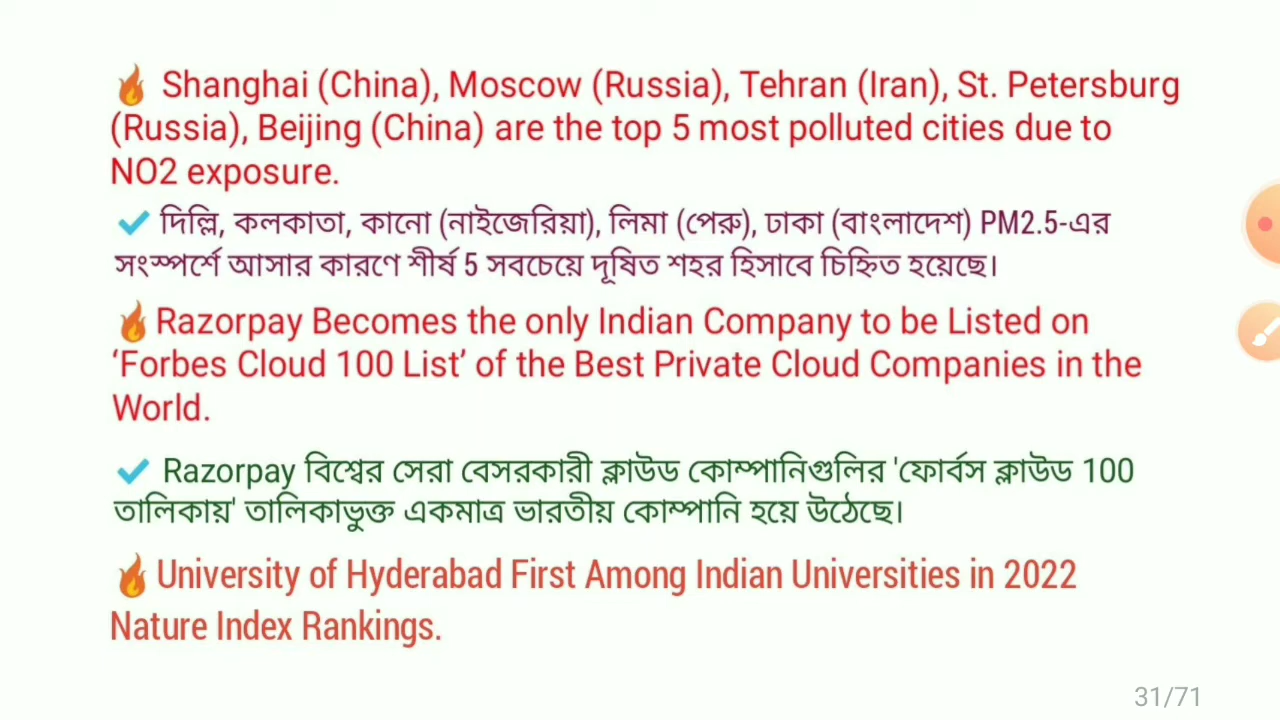 🔥 Shanghai (China), Moscow (Russia), Tehran (Iran), St. Petersburg
(Russia), Beijing (China) are the top 5 most polluted cities due to
NO2 exposure.
✔ দিল্লি, কলকাতা, কানো (নাইজেরিয়া), লিমা (পেরু), ঢাকা (বাংলাদেশ) PM2.5-এর
সংস্পর্শে আসার কারণে শীর্ষ 5 সবচেয়ে দূষিত শহর হিসাবে চিহ্নিত হয়েছে।
🔥 Razorpay Becomes the only Indian Company to be Listed on
‘Forbes Cloud 100 List’ of the Best Private Cloud Companies in the
World.
✔ Razorpay বিশ্বের সেরা বেসরকারী ক্লাউড কোম্পানিগুলির 'ফোর্বস ক্লাউড 100
তালিকায়' তালিকাভুক্ত একমাত্র ভারতীয় কোম্পানি হয়ে উঠেছে।
🔥 University of Hyderabad First Among Indian Universities in 2022
Nature Index Rankings.
31/71